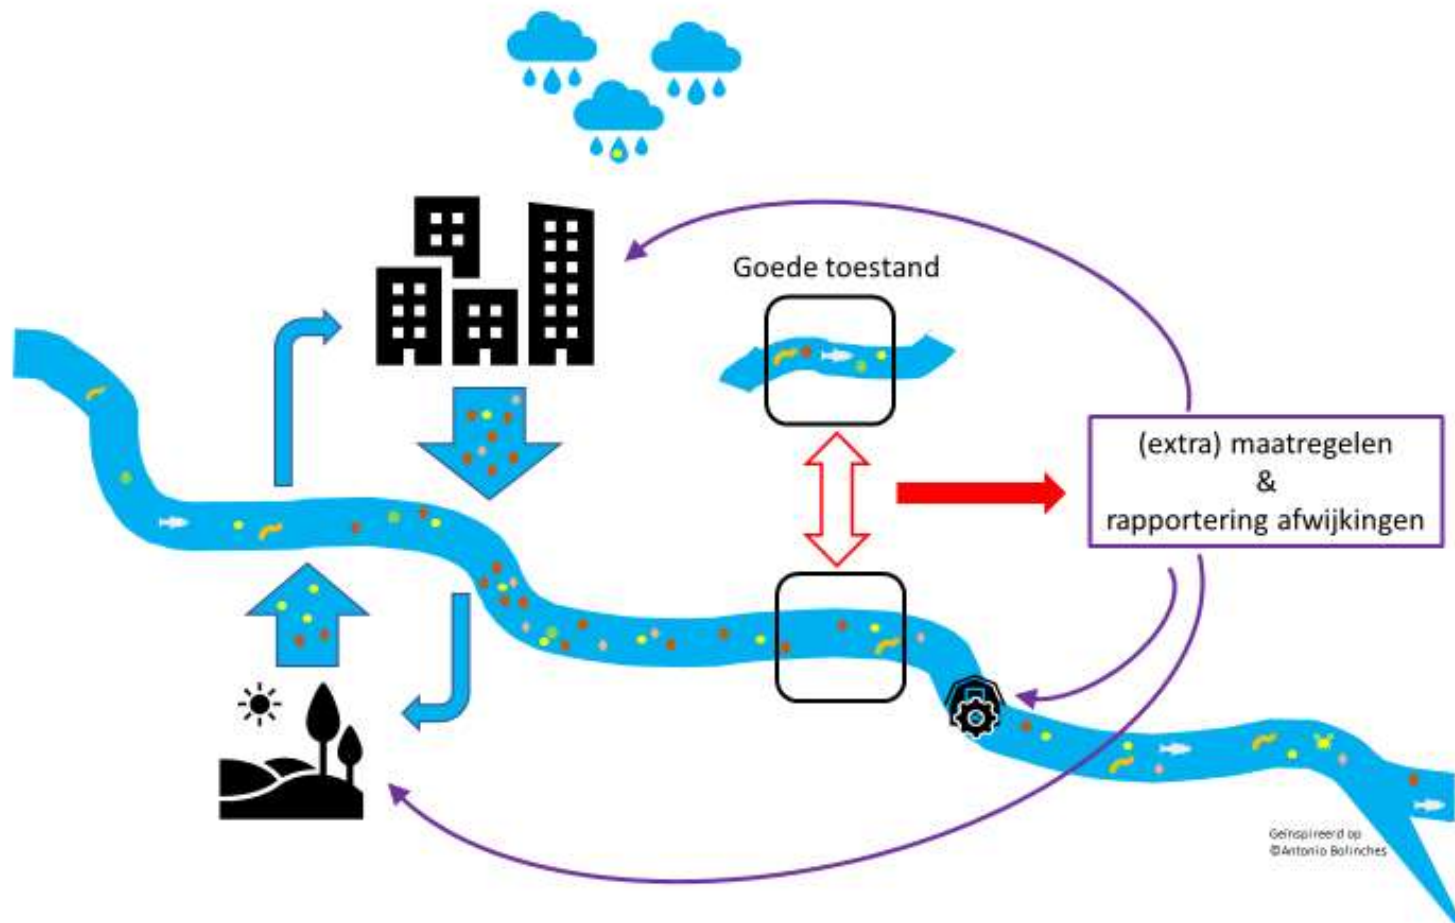 Goede toestand
(extra) maatregelen
&
rapportering afwijkingen
Geïnspireerd op
©Antonio Bolinches